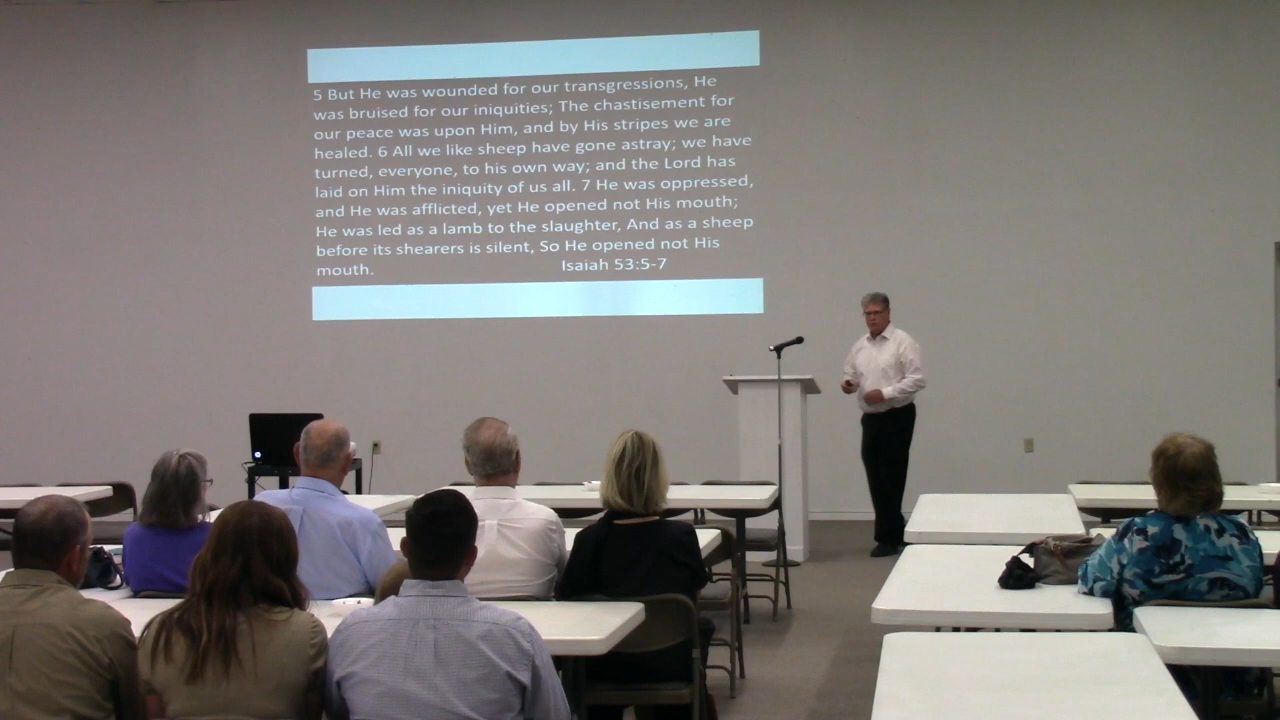 5 But He was wounded for our transgressions, He
was bruised for our iniquities; The chastisement for
our peace was upon Him, and by His stripes we are
healed. 6 All we like sheep have gone astray; we have
turned, everyone, to his own way; and the Lord has
laid on Him the iniquity of us all. 7 He was oppressed,
and He was afflicted, yet He opened not His mouth;
He was led as a lamb to the slaughter, And as a sheep
before its shearers is silent, So He opened not His
mouth. Isaiah 53:5-7